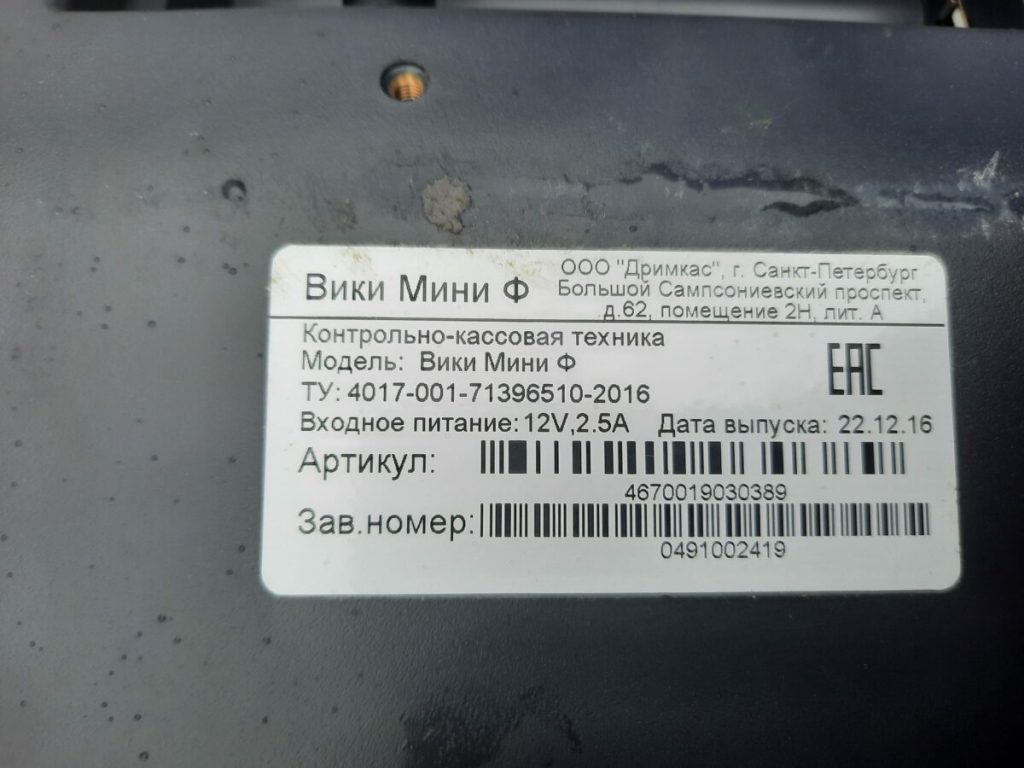 Вики Мини Ф
ООО "Дримкас", г. Санкт-Петербург
Большой Сампсониевский проспект,
д.62, помещение 2Н, лит. А
Контрольно-кассовая техника
Модель: Вики Мини Ф
ТУ: 4017-001-71396510-2016
EAC
Входное питание: 12V,2.5A Дата выпуска: 22.12.16
Артикул:
4670019030389
Зав.номер:
0491002419